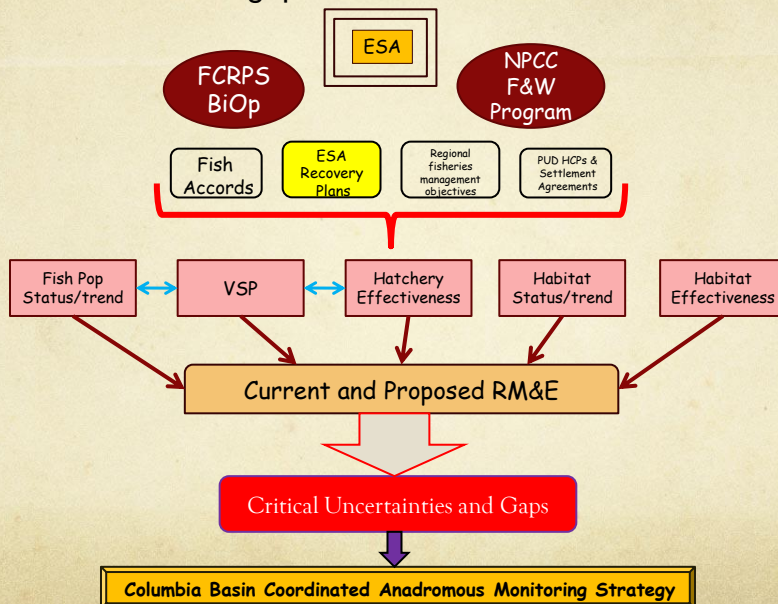 ESA
FCRPS
BiOp
NPCC
F&W
Program
Fish
Accords
ESA
Recovery
Plans
Regional
fisheries
management
objectives
PUD HCPs &
Settlement
Agreements
Fish Pop
Status/trend
VSP
Hatchery
Effectiveness
Habitat
Status/trend
Habitat
Effectiveness
Current and Proposed RM&E
Critical Uncertainties and Gaps
Columbia Basin Coordinated Anadromous Monitoring Strategy